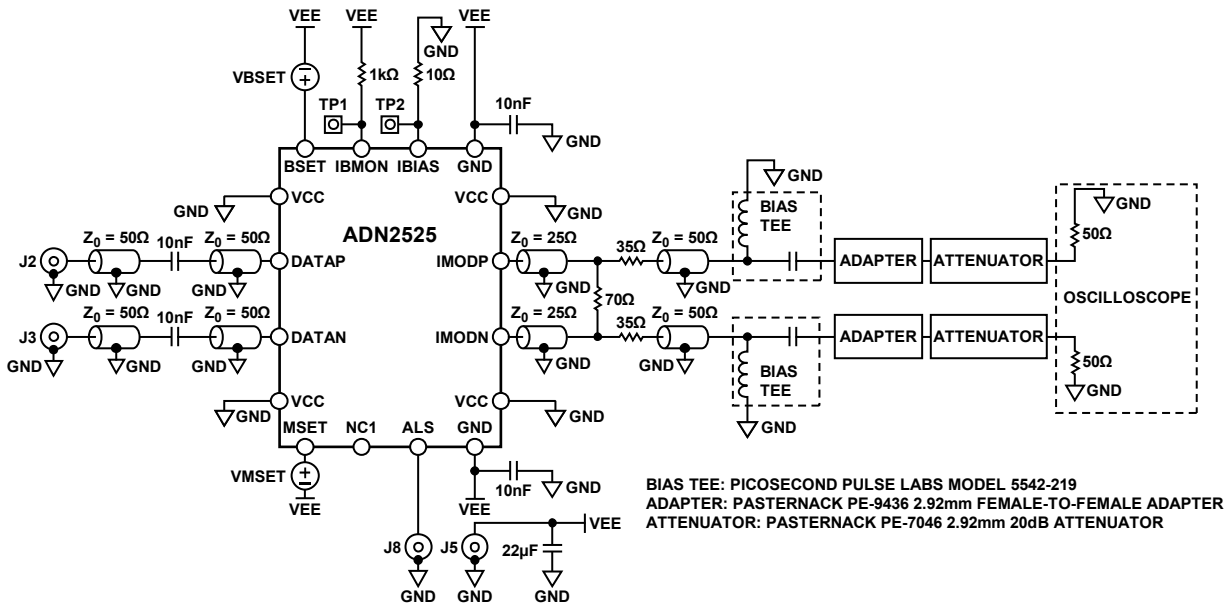 VEE
VEE
VEE
GND
VBSET
1kΩ
10Ω
TP1
TP2
10nF
GND
BSET
IBMON
IBIAS
GND
VCC
GND
VCC
GND
ADN2525
GND
BIAS
TEE
GND
50Ω
Z0 = 50Ω
10nF
Z0 = 50Ω
Z0 = 25Ω
35Ω
Z0 = 50Ω
J2
DATAP
IMODP
ADAPTER
ATTENUATOR
GND
GND
GND
GND
70Ω
OSCILLOSCOPE
Z0 = 50Ω
10nF
Z0 = 50Ω
Z0 = 25Ω
35Ω
Z0 = 50Ω
J3
DATAN
IMODN
ADAPTER
ATTENUATOR
GND
GND
GND
GND
GND
BIAS
TEE
50Ω
GND
VCC
GND
VCC
GND
GND
MSET
NC1
ALS
GND
VMSET
VEE
10nF
VEE
GND
BIAS TEE: PICOSECOND PULSE LABS MODEL 5542-219
ADAPTER: PASTERNACK PE-9436 2.92mm FEMALE-TO-FEMALE ADAPTER
ATTENUATOR: PASTERNACK PE-7046 2.92mm 20dB ATTENUATOR
VEE
J8
J5
22µF
GND
GND
GND